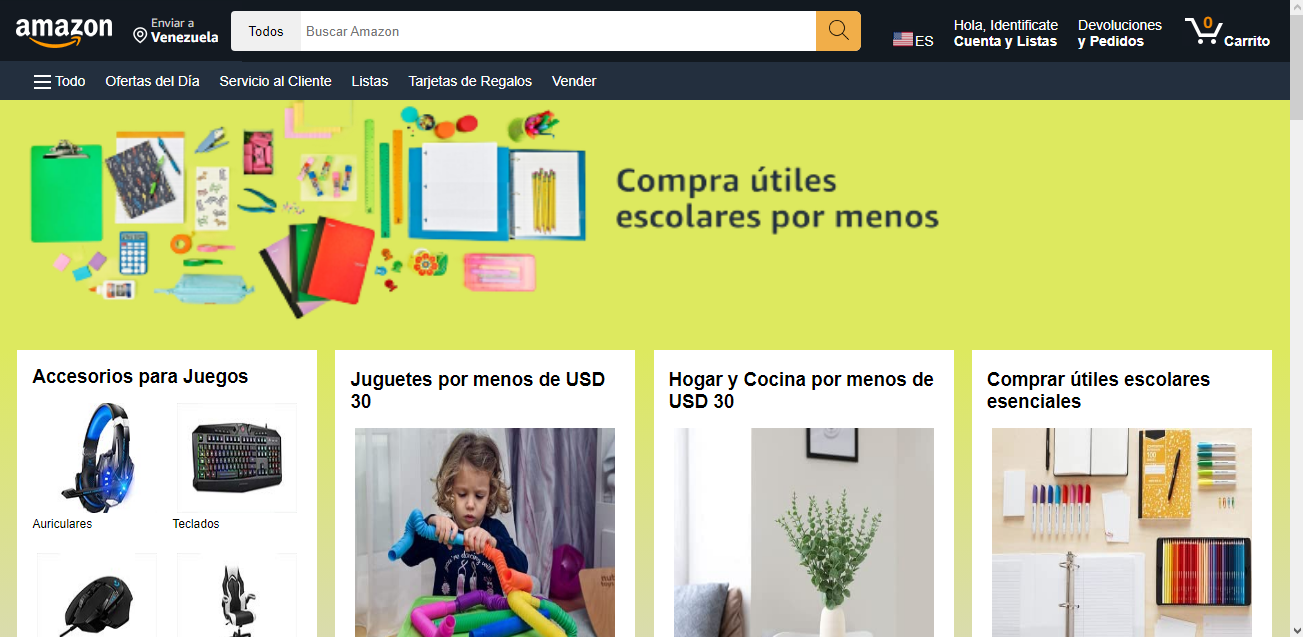 amazon
Enviar a
Venezuela
Todos
Buscar Amazon
ES
Hola, Identificate
Cuenta y Listas
Devoluciones
y Pedidos
0
Carrito
Todo
Ofertas del Día
Servicio al Cliente
Listas
Tarjetas de Regalos
Vender
Compra útiles
escolares por menos
Accesorios para Juegos
Auriculares
Teclados
Juguetes por menos de USD
30
Hogar y Cocina por menos de
USD 30
Comprar útiles escolares
esenciales